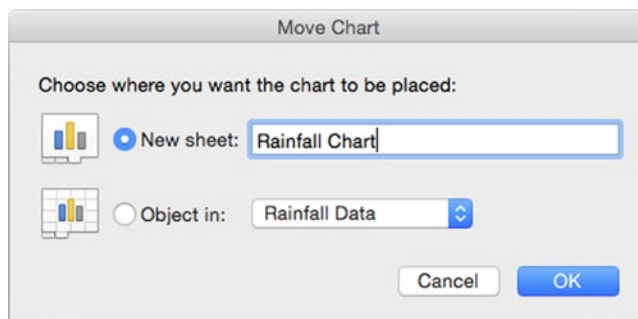 Move Chart
Choose where you want the chart to be placed:
New sheet: Rainfall Chart
Object in: Rainfall Data
Cancel OK